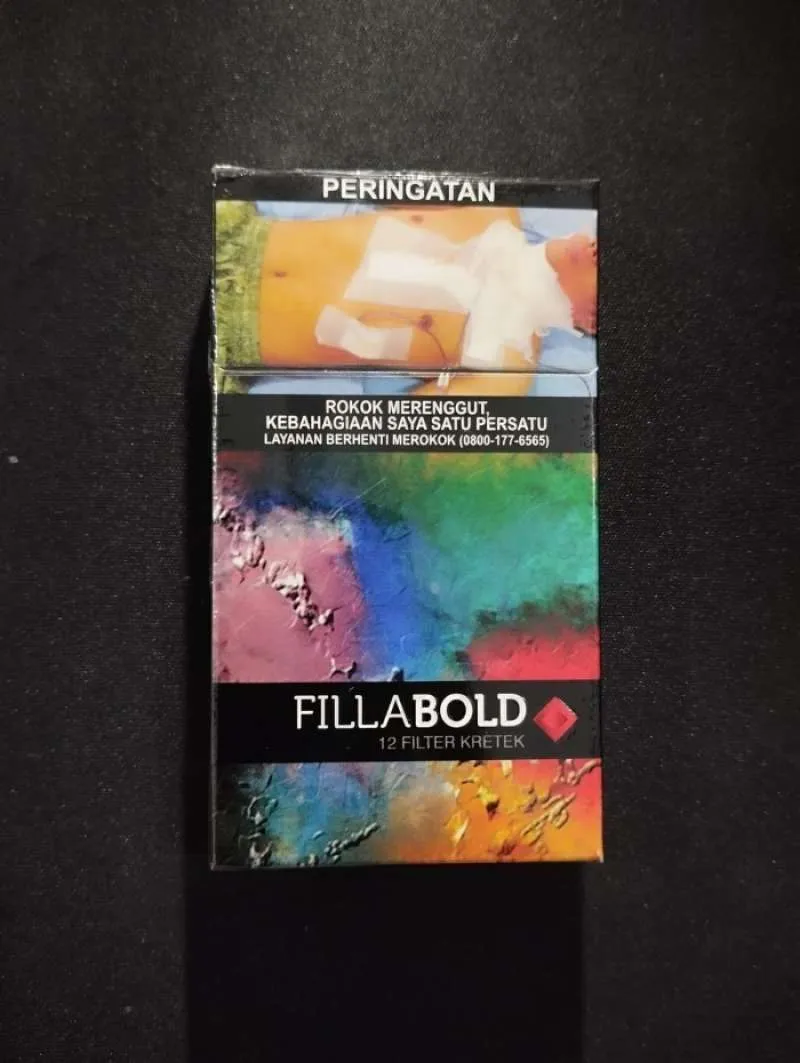 PERINGATAN
ROKOK MERENGGUT,
KEBAHAGIAAN SAYA SATU PERSATU
LAYANAN BERHENTI MEROKOK (0800-177-6565)
FILLABOLD
12 FILTER KRETEK